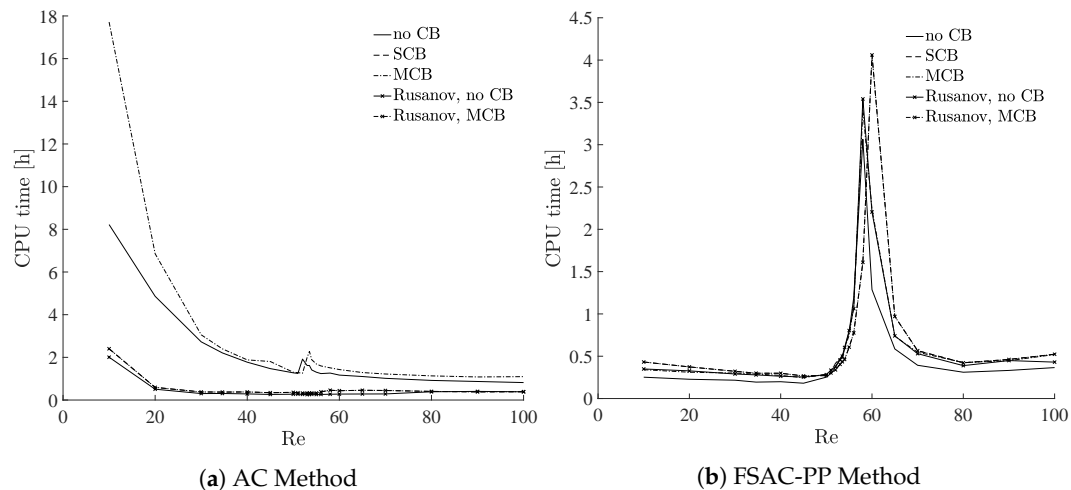 18
16
14
12
10
8
6
4
2
0
CPU time [h]
0
20
40
60
80
100
Re
no CB
SCB
MCB
Rusanov, no CB
Rusanov, MCB
(a) AC Method
4.5
4
3.5
3
2.5
2
1.5
1
0.5
0
CPU time [h]
0
20
40
60
80
100
Re
no CB
SCB
MCB
Rusanov, no CB
Rusanov, MCB
(b) FSAC-PP Method